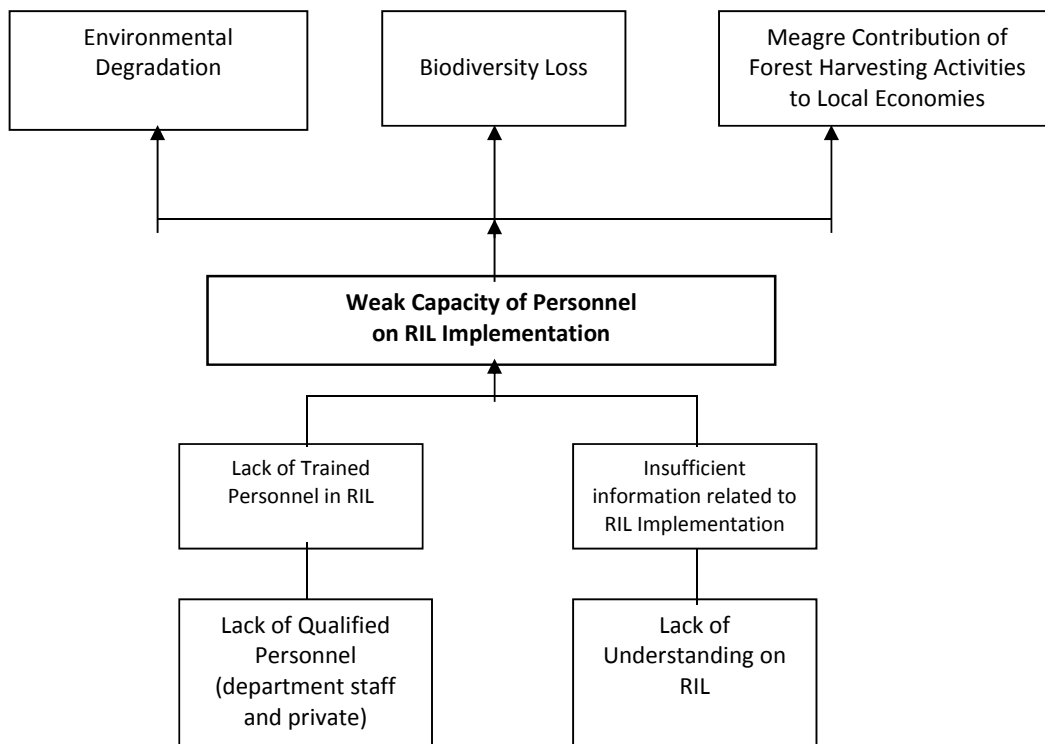 Environmental
Degradation
Biodiversity Loss
Meagre Contribution of
Forest Harvesting Activities
to Local Economies
Weak Capacity of Personnel
on RIL Implementation
Lack of Trained
Personnel in RIL
Insufficient
information related to
RIL Implementation
Lack of Qualified
Personnel
(department staff
and private)
Lack of
Understanding on
RIL